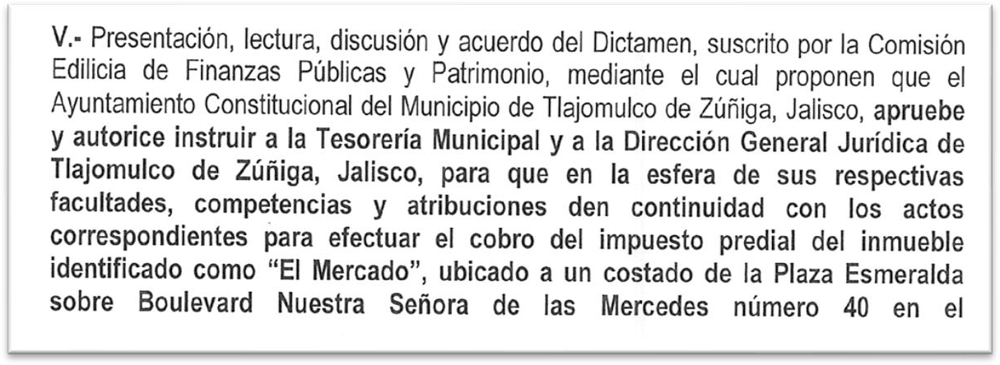 V.- Presentación, lectura, discusión y acuerdo del Dictamen, suscrito por la Comisión
Edilicia de Finanzas Públicas y Patrimonio, mediante el cual proponen que el
Ayuntamiento Constitucional del Municipio de Tlajomulco de Zúñiga, Jalisco, apruebe
y autorice instruir a la Tesorería Municipal y a la Dirección General Jurídica de
Tlajomulco de Zúñiga, Jalisco, para que en la esfera de sus respectivas
facultades, competencias y atribuciones den continuidad con los actos
correspondientes para efectuar el cobro del impuesto predial del inmueble
identificado como “El Mercado”, ubicado a un costado de la Plaza Esmeralda
sobre Boulevard Nuestra Señora de las Mercedes número 40 en el